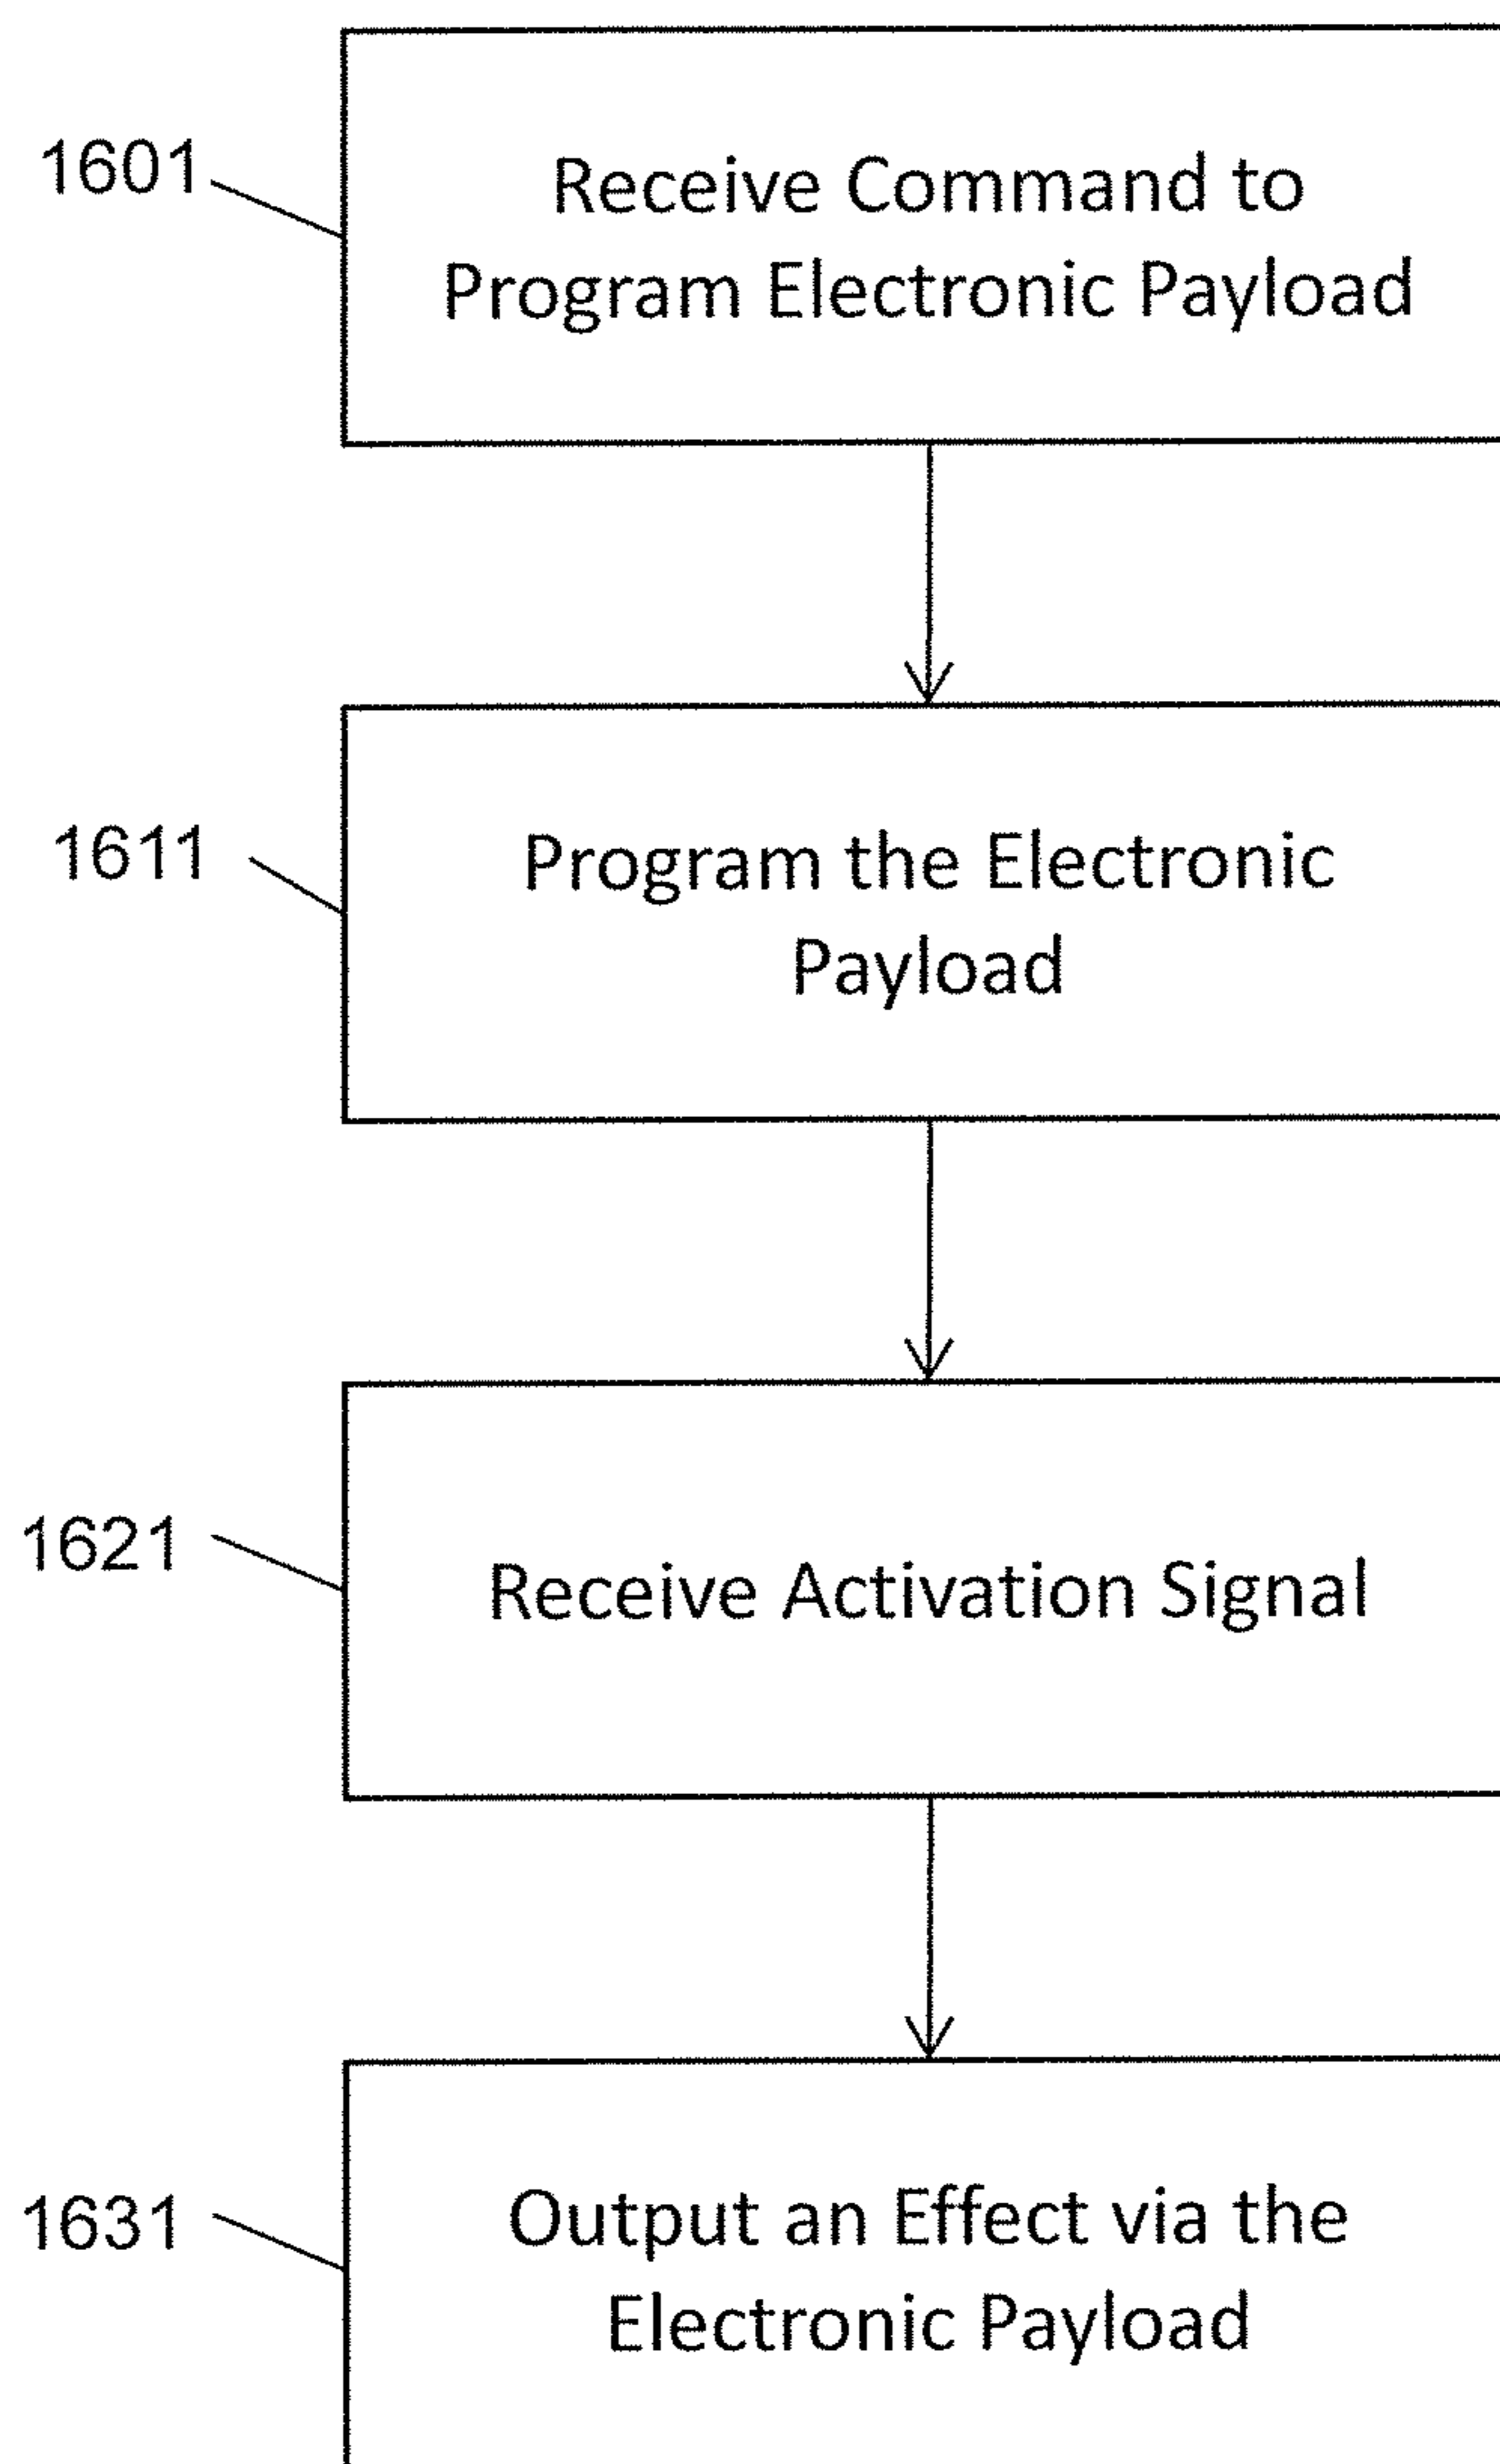 1601
Receive Command to
Program Electronic Payload
1611
Program the Electronic
Payload
1621
Receive Activation Signal
1631
Output an Effect via the
Electronic Payload